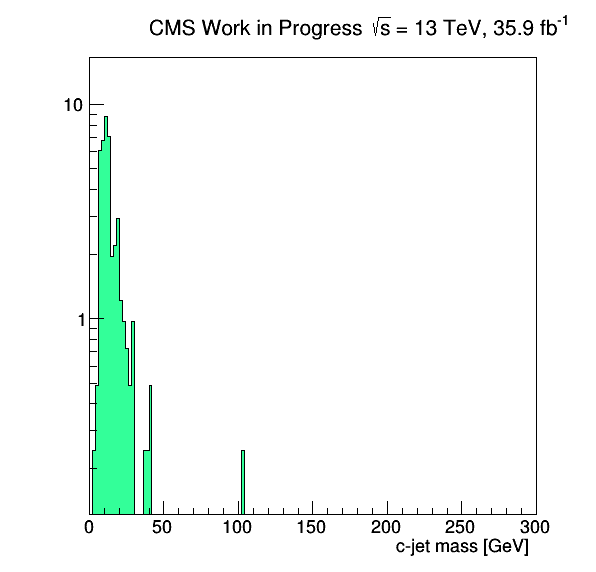 CMS Work in Progress √s = 13 TeV, 35.9 fb⁻¹
10
1
0 50 100 150 200 250 300
c-jet mass [GeV]